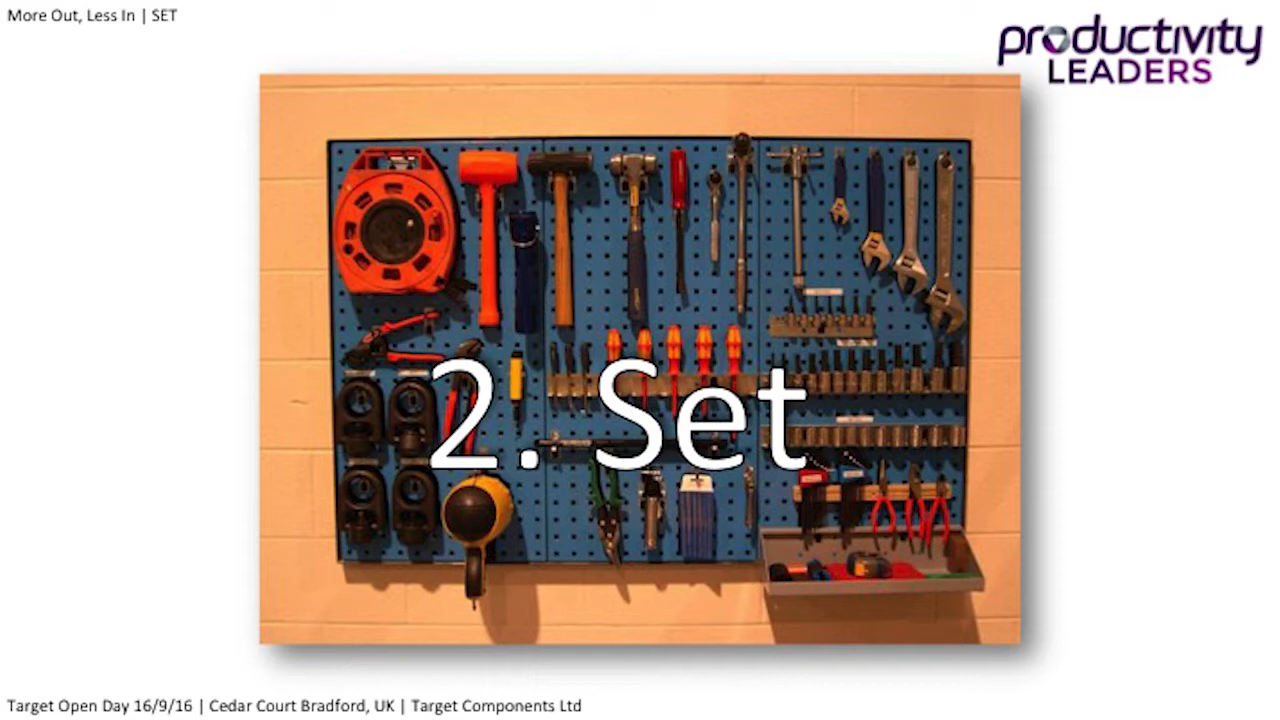 More Out, Less In | SET
productivity
LEADERS
2. Set
Target Open Day 16/9/16 | Cedar Court Bradford, UK | Target Components Ltd